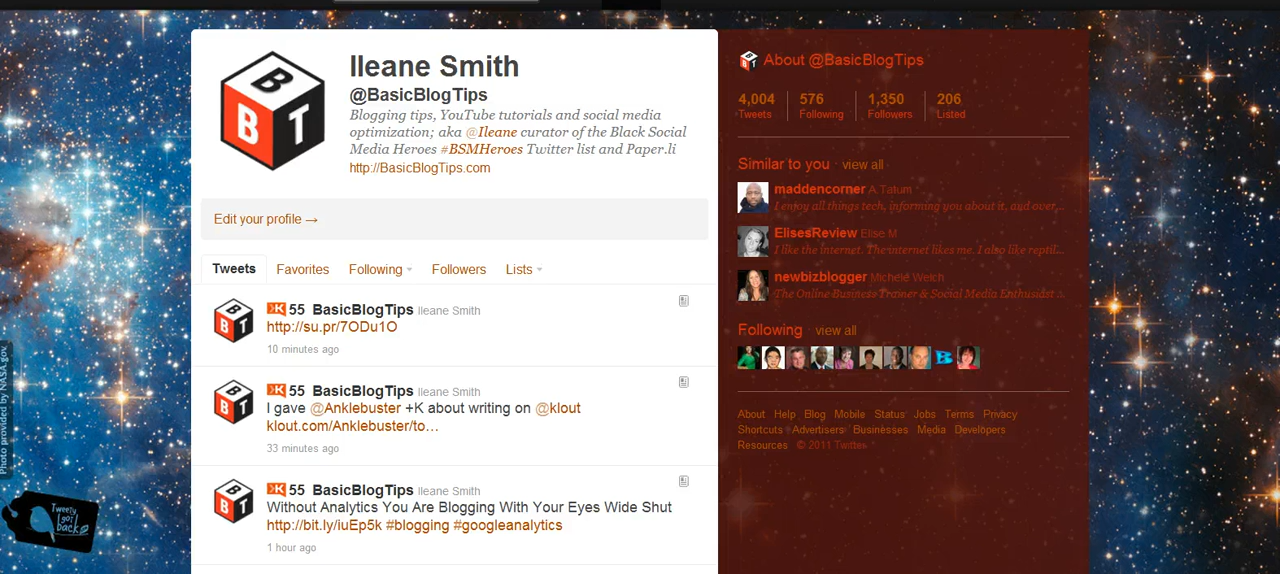 Ileane Smith
@BasicBlogTips
Blogging tips, YouTube tutorials and social media
optimization; aka @Ileane curator of the Black Social
Media Heroes #BSMHeroes Twitter list and Paper.li
http://BasicBlogTips.com
B
B T
Edit your profile →
Tweets Favorites Following Followers Lists
B
B T
K 55 BasicBlogTips Ileane Smith
http://su.pr/7ODu1O
10 minutes ago
B
B T
K 55 BasicBlogTips Ileane Smith
I gave @Anklebuster +K about writing on @klout
klout.com/Anklebuster/to…
33 minutes ago
B
B T
K 55 BasicBlogTips Ileane Smith
Without Analytics You Are Blogging With Your Eyes Wide Shut
http://bit.ly/iuEp5k #blogging #googleanalytics
1 hour ago
About @BasicBlogTips
4,004 576 1,350 206
Tweets Following Followers Listed
Similar to you · view all
maddencorner A.Tatum
I enjoy all things tech, informing you about it, and over,...
ElisesReview Elise M
I like the internet. The internet likes me. I also like reptil...
newbizblogger Michele Welch
The Online Business Trainer & Social Media Enthusiast ...
Following · view all
About Help Blog Mobile Status Jobs Terms Privacy
Shortcuts Advertisers Businesses Media Developers
Resources © 2011 Twitter
Photo provided by NASA.gov
Tweety
got
back